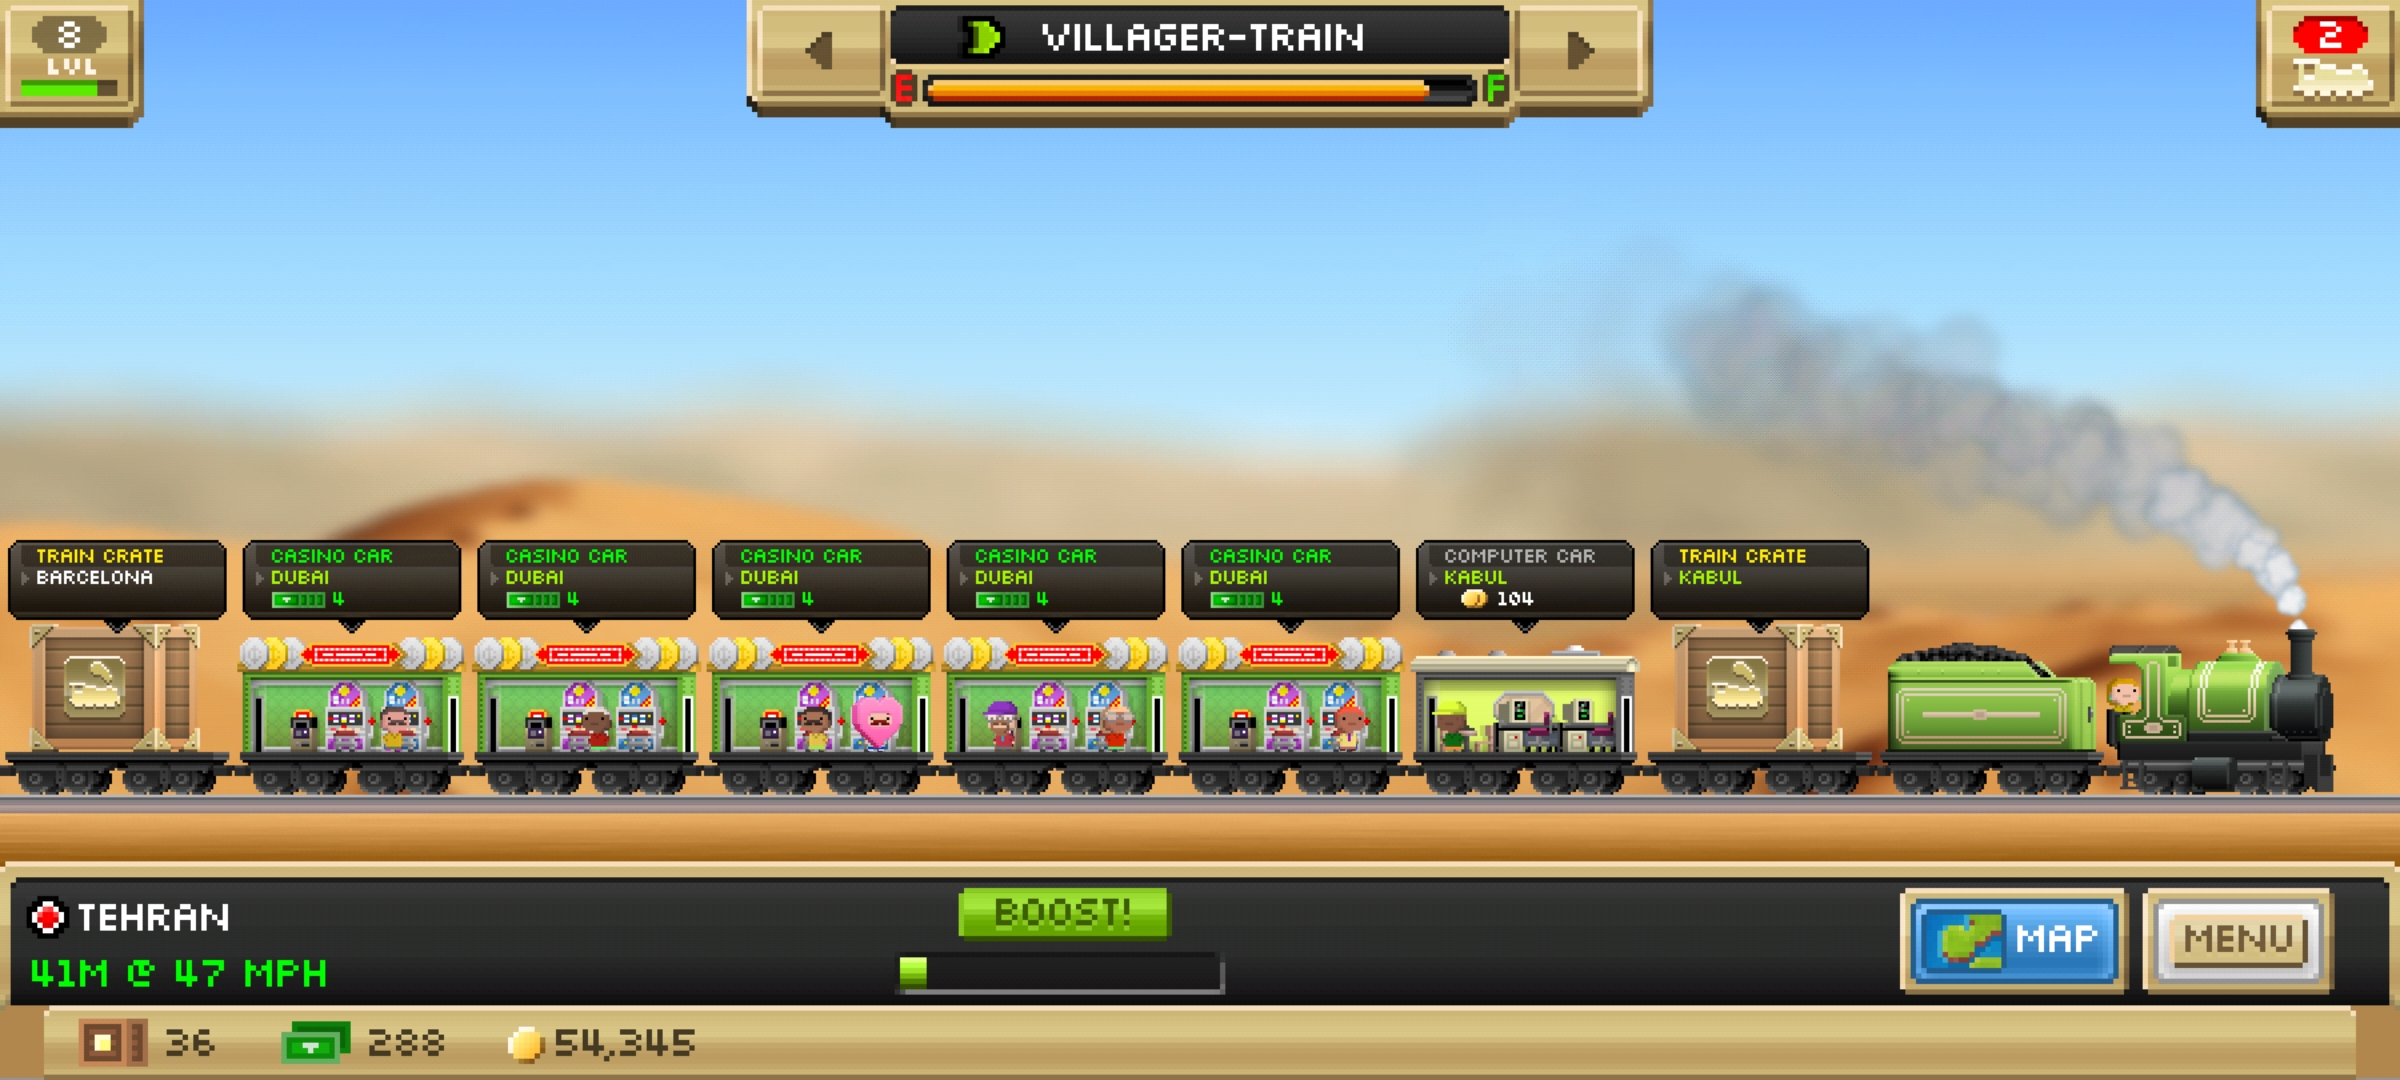 8
LVL
VILLAGER-TRAIN
E F
2
TRAIN CRATE
BARCELONA
CASINO CAR
DUBAI
4
CASINO CAR
DUBAI
4
CASINO CAR
DUBAI
4
CASINO CAR
DUBAI
4
CASINO CAR
DUBAI
4
COMPUTER CAR
KABUL
104
TRAIN CRATE
KABUL
TEHRAN
41M @ 47 MPH
BOOST!
MAP
MENU
36
288
54,345